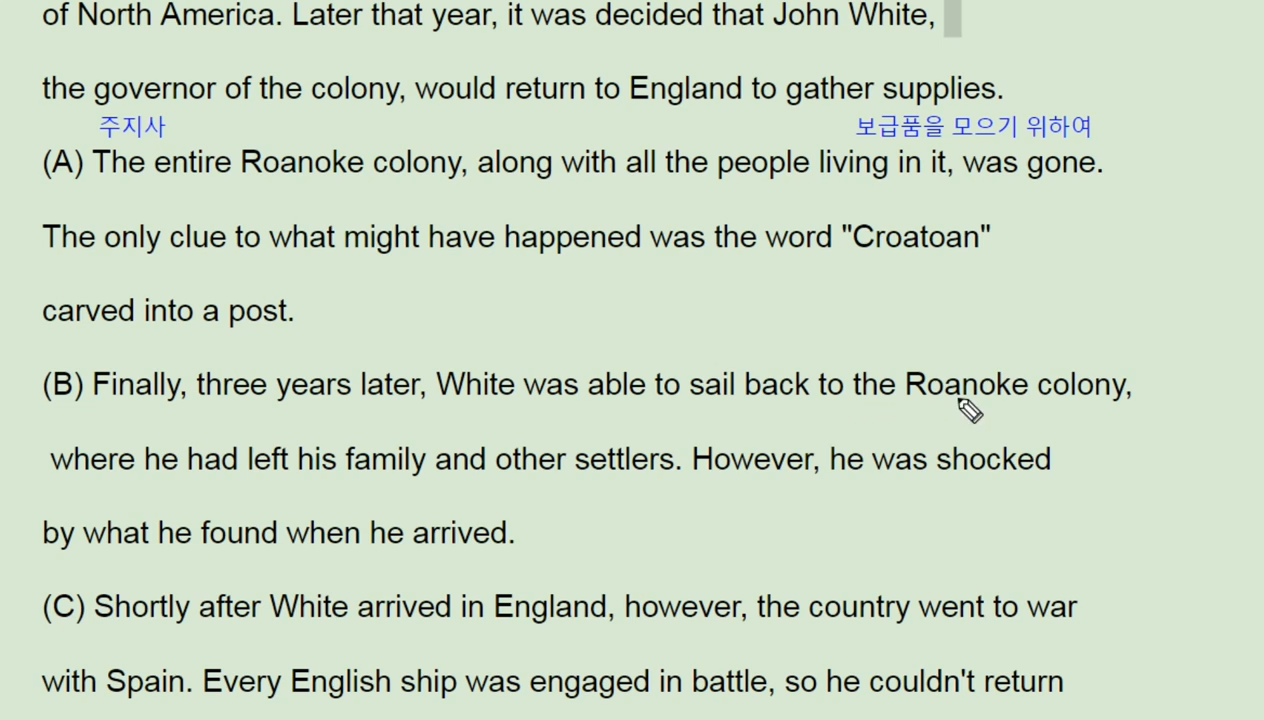 of North America. Later that year, it was decided that John White,
the governor of the colony, would return to England to gather supplies.
주지사 보급품을 모으기 위하여
(A) The entire Roanoke colony, along with all the people living in it, was gone.
The only clue to what might have happened was the word "Croatoan"
carved into a post.
(B) Finally, three years later, White was able to sail back to the Roanoke colony,
where he had left his family and other settlers. However, he was shocked
by what he found when he arrived.
(C) Shortly after White arrived in England, however, the country went to war
with Spain. Every English ship was engaged in battle, so he couldn't return